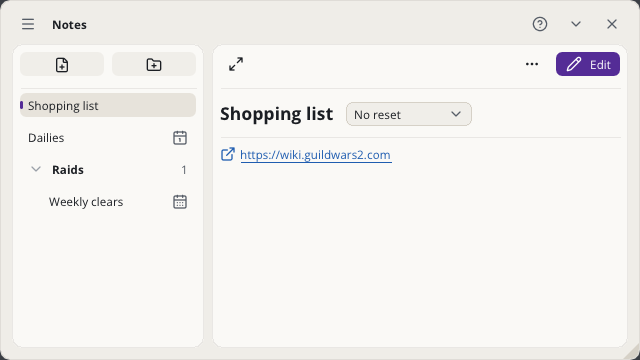 Notes
Edit
Shopping list
Shopping list
No reset
Dailies
https://wiki.guildwars2.com
Raids
1
Weekly clears